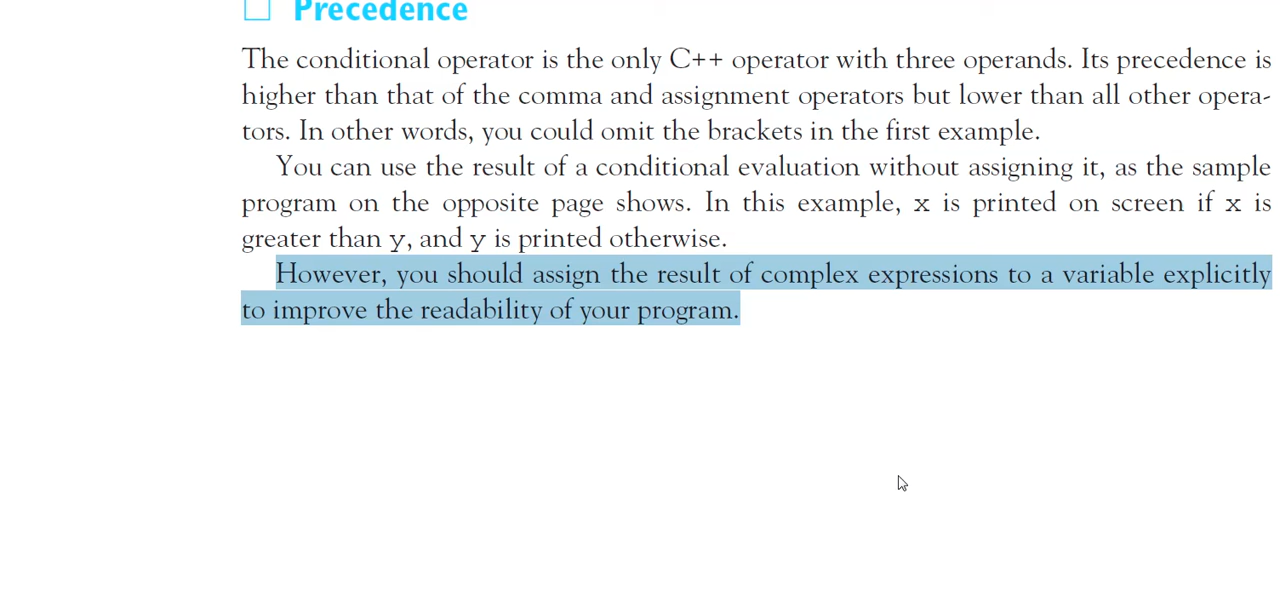 Precedence
The conditional operator is the only C++ operator with three operands. Its precedence is
higher than that of the comma and assignment operators but lower than all other opera-
tors. In other words, you could omit the brackets in the first example.
You can use the result of a conditional evaluation without assigning it, as the sample
program on the opposite page shows. In this example, x is printed on screen if x is
greater than y, and y is printed otherwise.
However, you should assign the result of complex expressions to a variable explicitly
to improve the readability of your program.